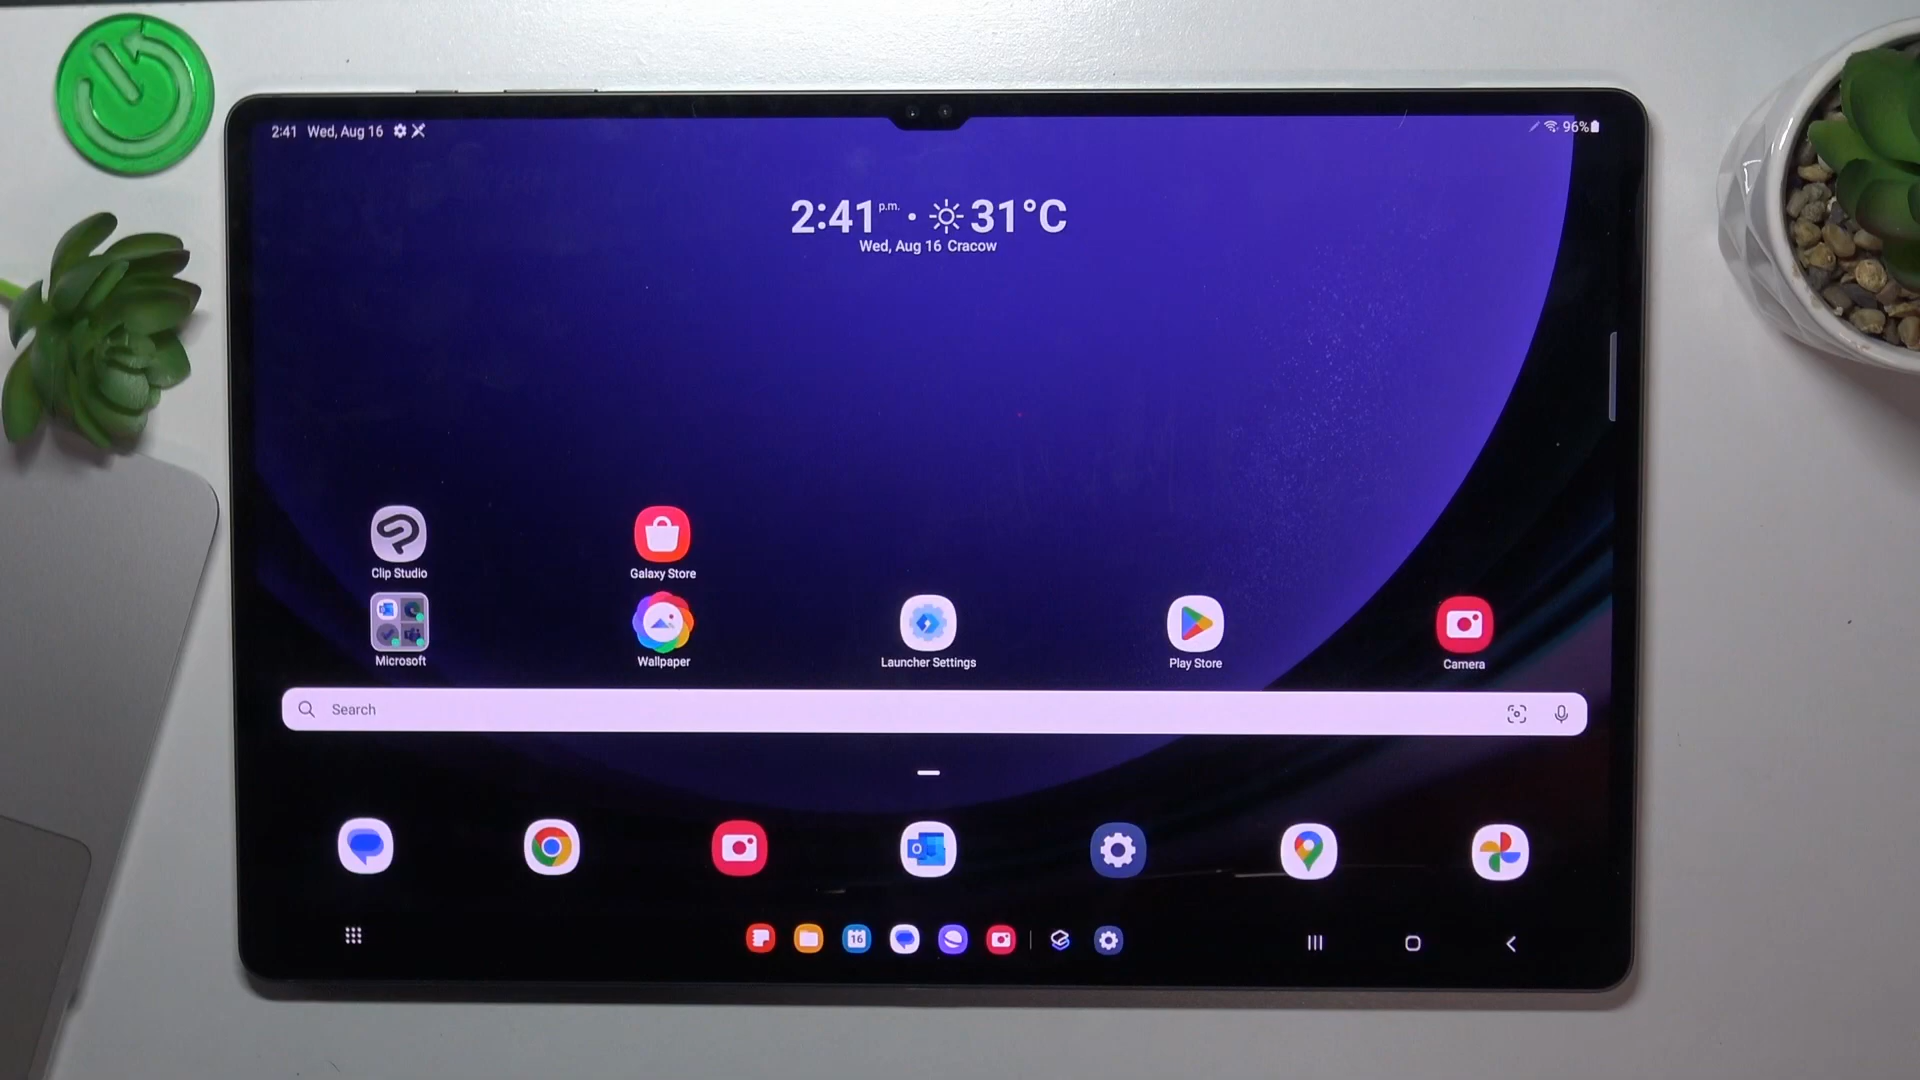 2:41 Wed, Aug 16
96%
2:41 p.m. · 31°C
Wed, Aug 16 Cracow
Clip Studio
Galaxy Store
Microsoft
Wallpaper
Launcher Settings
Play Store
Camera
Search
16